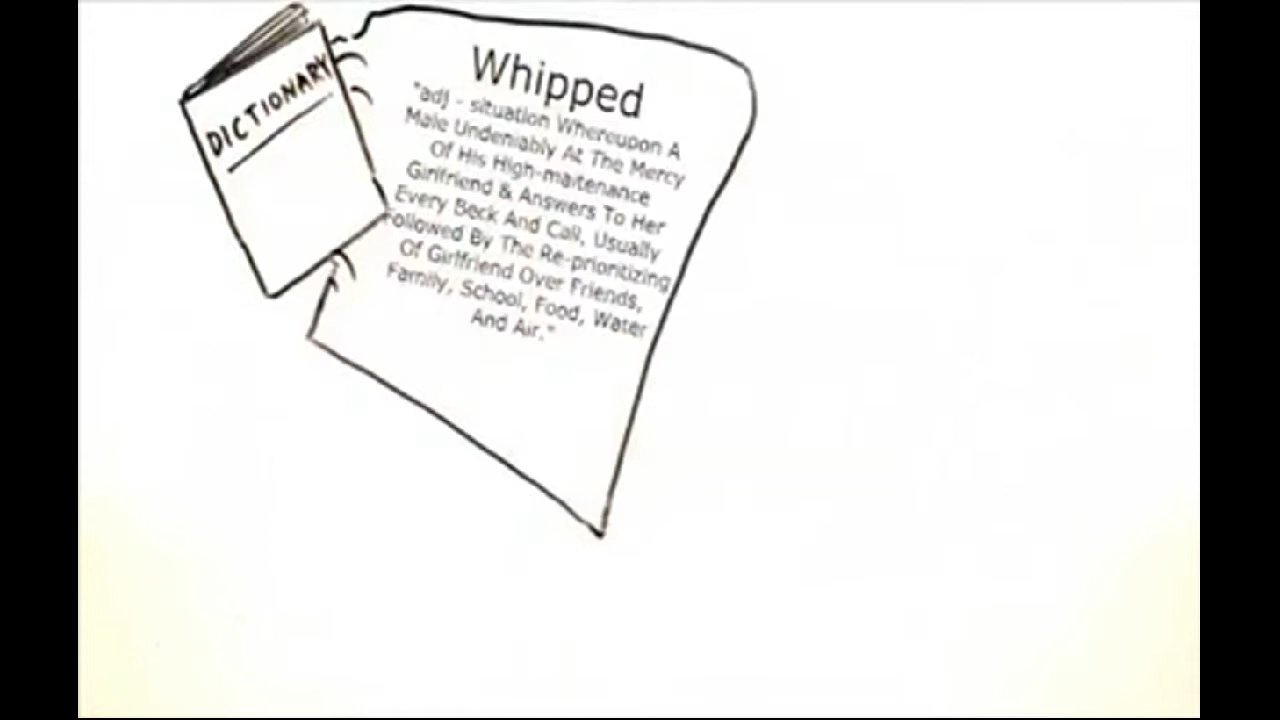 DICTIONARY
Whipped
"adj - situation Whereupon A
Male Undeniably At The Mercy
Of His High-maitenance
Girlfriend & Answers To Her
Every Beck And Call, Usually
Followed By The Re-prioritizing
Of Girlfriend Over Friends,
Family, School, Food, Water
And Air."